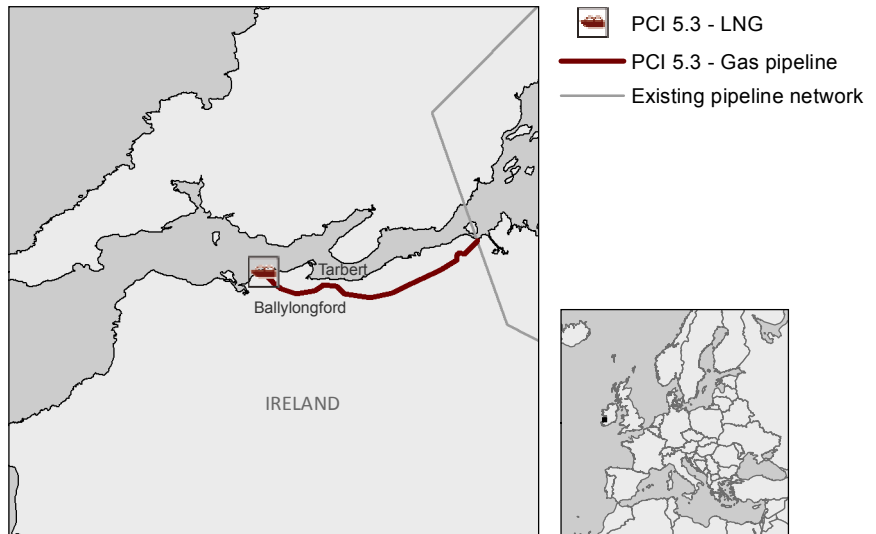 PCI 5.3 - LNG
PCI 5.3 - Gas pipeline
Existing pipeline network
Tarbert
Ballylongford
IRELAND